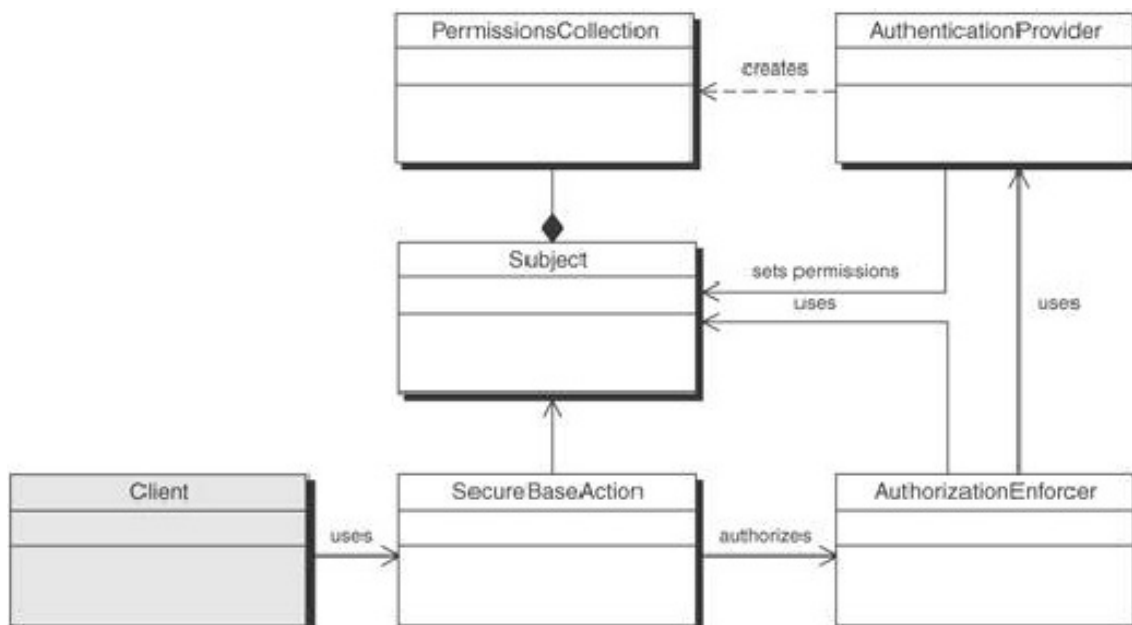 PermissionsCollection
AuthenticationProvider
creates
Subject
sets permissions
uses
uses
Client
SecureBaseAction
AuthorizationEnforcer
uses
authorizes